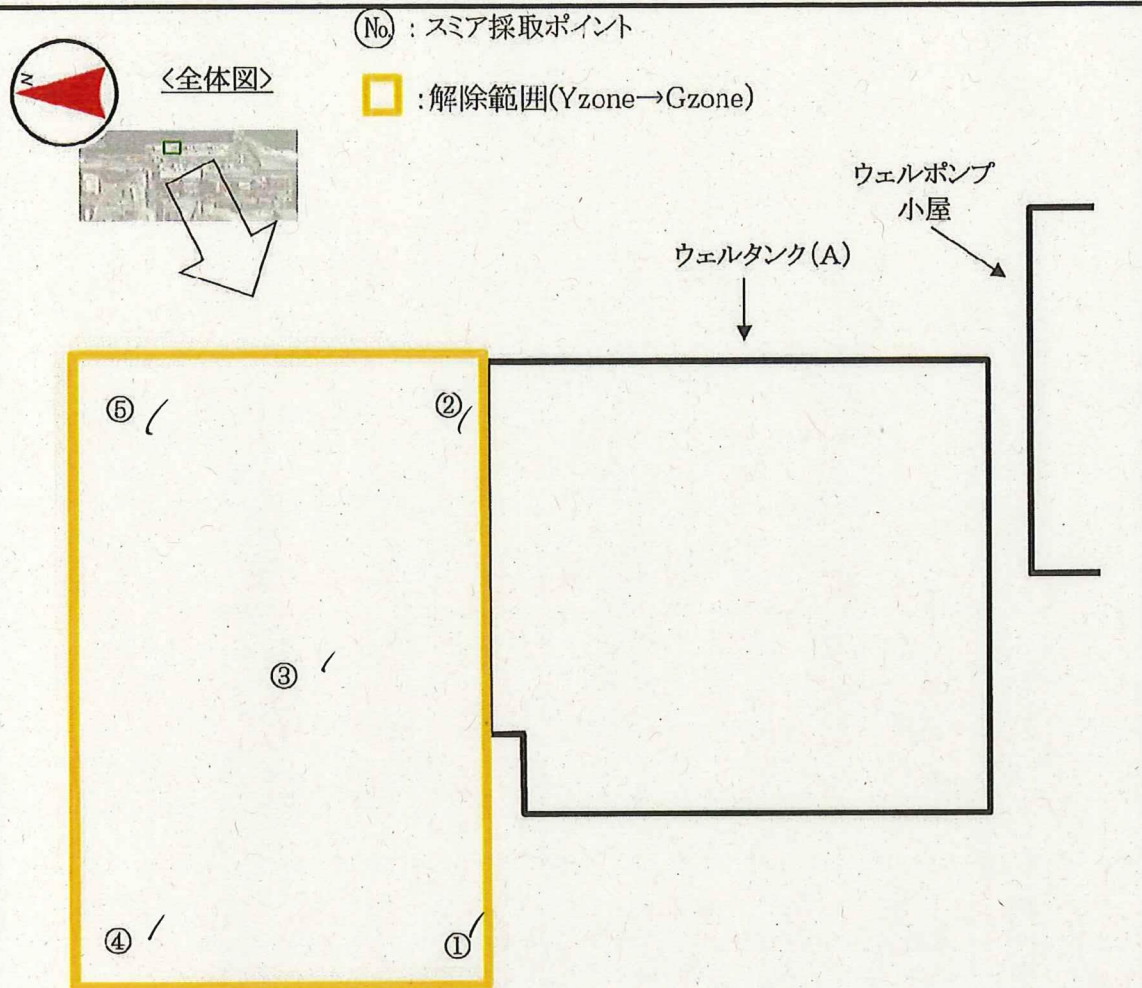 No. : スミア採取ポイント
N
<全体図>
:解除範囲(Yzone→Gzone)
ウェルポンプ
小屋
ウェルタンク(A)
⑤
②
③
④
①